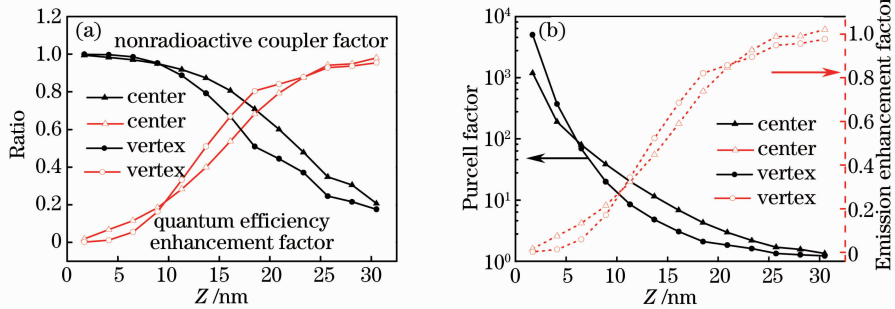 (a)
nonradioactive coupler factor
center
center
vertex
vertex
quantum efficiency
enhancement factor
Ratio
1.2
1.0
0.8
0.6
0.4
0.2
0
0 5 10 15 20 25 30
Z /nm
(b)
center
center
vertex
vertex
Purcell factor
10⁴
10³
10²
10¹
10⁰
0 5 10 15 20 25 30
Z /nm
Emission enhancement factor
1.0
0.8
0.6
0.4
0.2
0